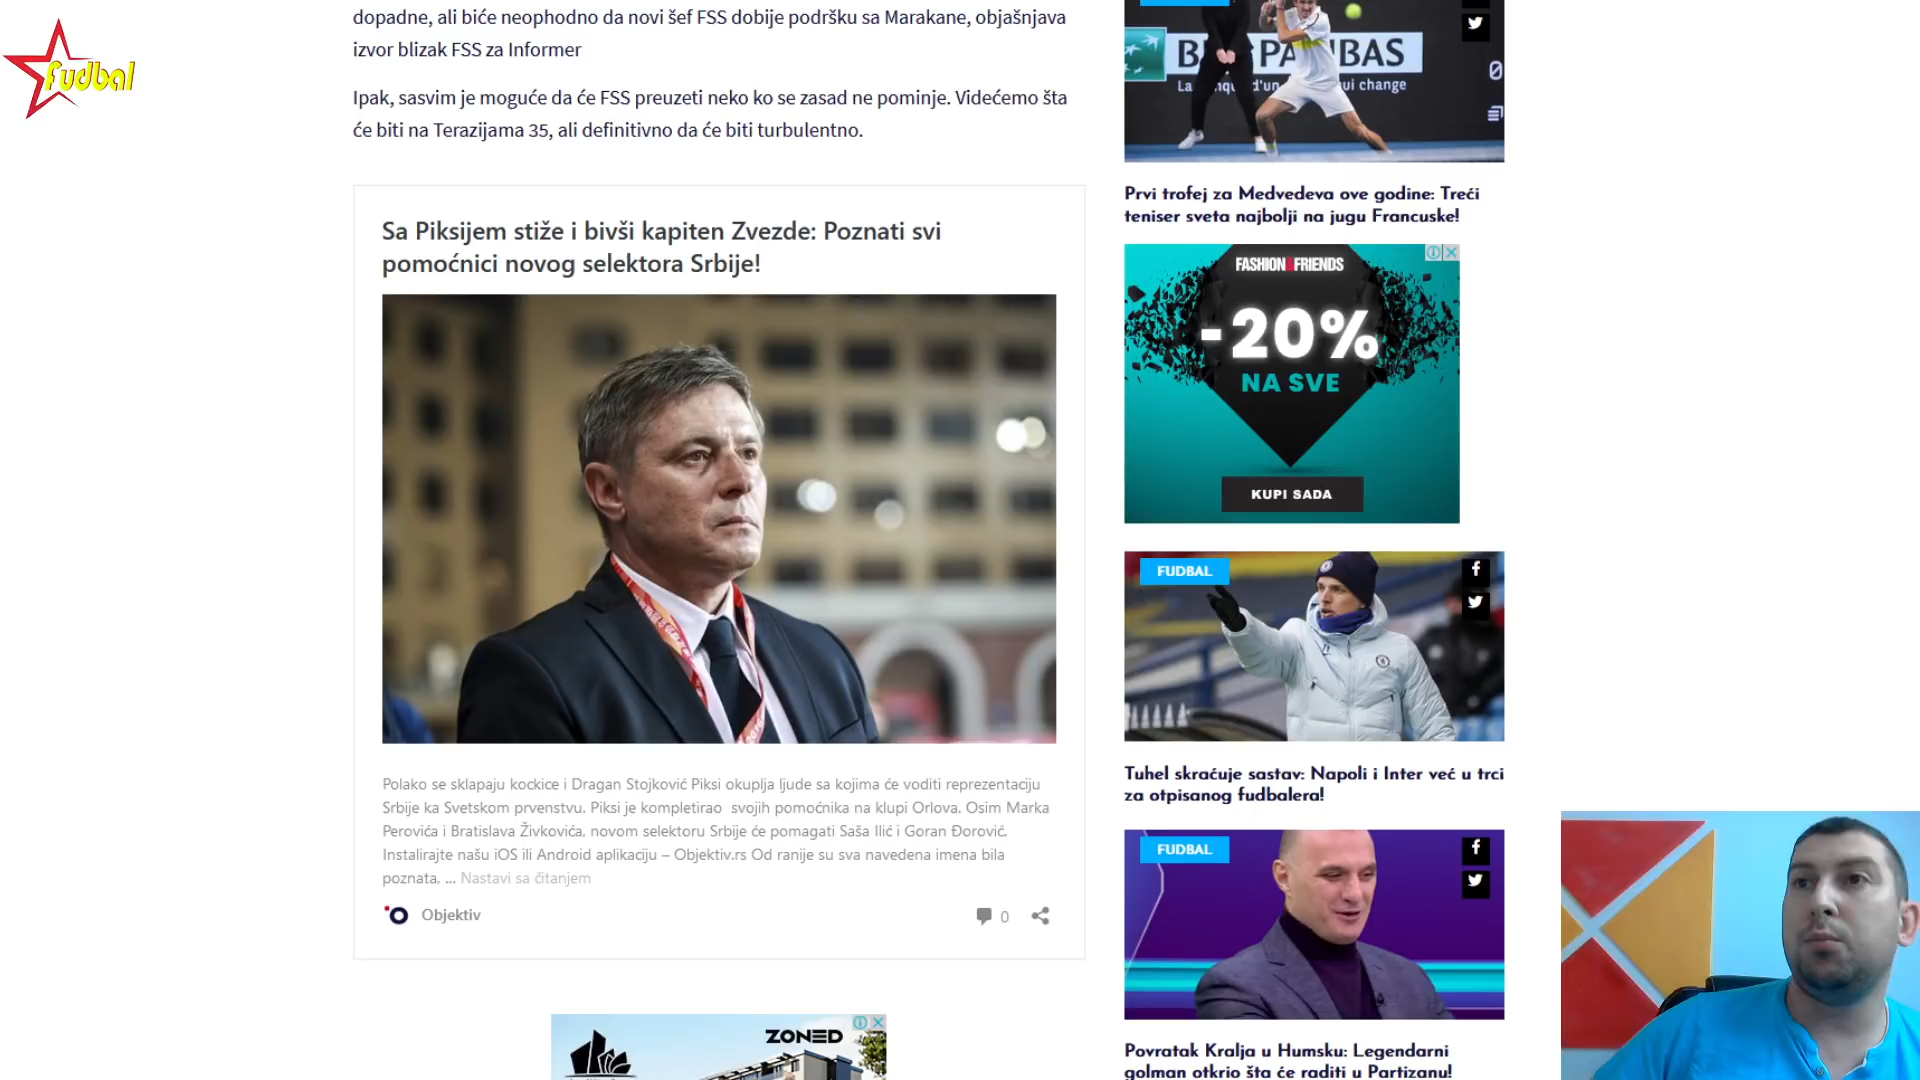 fudbal
dopadne, ali biće neophodno da novi šef FSS dobije podršku sa Marakane, objašnjava
izvor blizak FSS za Informer
Ipak, sasvim je moguće da će FSS preuzeti neko ko se zasad ne pominje. Videćemo šta
će biti na Terazijama 35, ali definitivno da će biti turbulentno.
Sa Piksijem stiže i bivši kapiten Zvezde: Poznati svi
pomoćnici novog selektora Srbije!
Polako se sklapaju kockice i Dragan Stojković Piksi okuplja ljude sa kojima će voditi reprezentaciju
Srbije ka Svetskom prvenstvu. Piksi je kompletirao svojih pomoćnika na klupi Orlova. Osim Marka
Perovića i Bratislava Živkovića, novom selektoru Srbije će pomagati Saša Ilić i Goran Đorović.
Instalirajte našu iOS ili Android aplikaciju – Objektiv.rs Od ranije su sva navedena imena bila
poznata, ... Nastavi sa čitanjem
Objektiv
0
ZONED
PARIBAS
change
Prvi trofej za Medvedeva ove godine: Treći
teniser sveta najbolji na jugu Francuske!
FASHION&FRIENDS
-20%
NA SVE
KUPI SADA
FUDBAL
Tuhel skraćuje sastav: Napoli i Inter već u trci
za otpisanog fudbalera!
FUDBAL
Povratak Kralja u Humsku: Legendarni
golman otkrio šta će raditi u Partizanu!